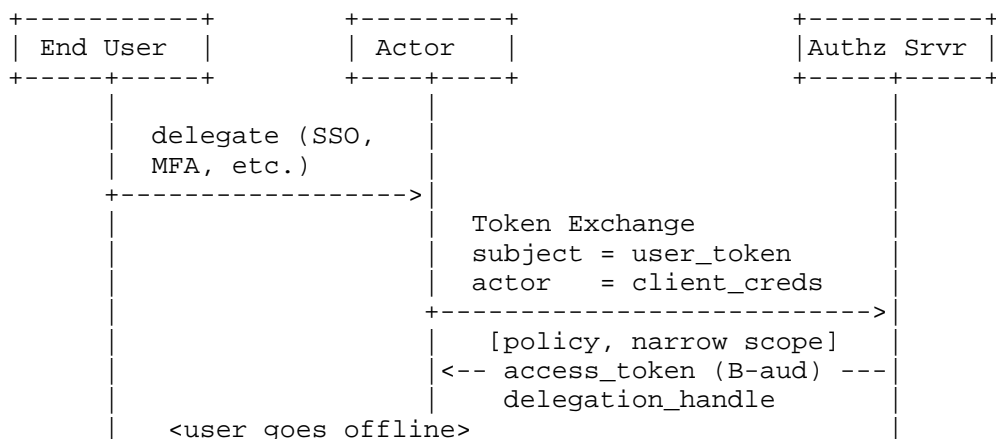 End User Actor Authz Srvr
delegate (SSO,
MFA, etc.)
Token Exchange
subject = user_token
actor = client_creds
[policy, narrow scope]
<-- access_token (B-aud) ---
delegation_handle
<user goes offline>